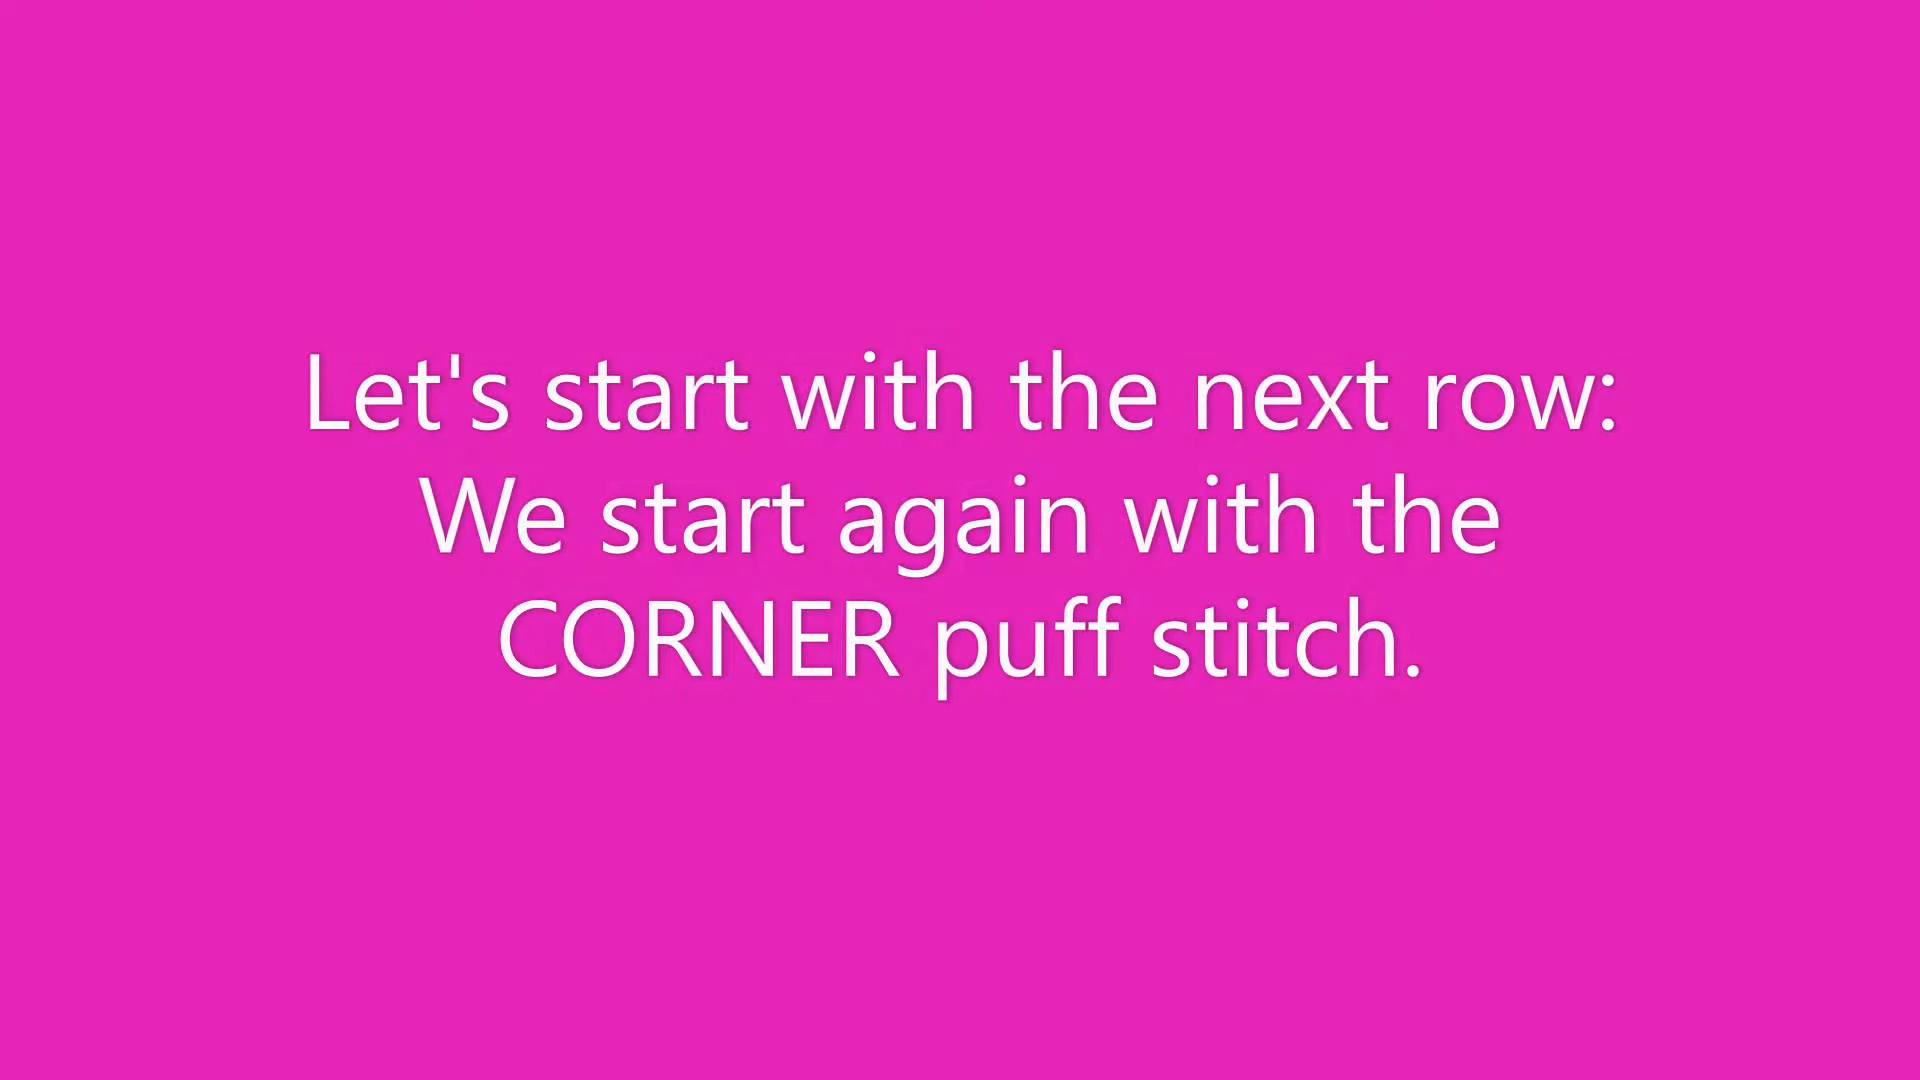 Let's start with the next row:
We start again with the
CORNER puff stitch.